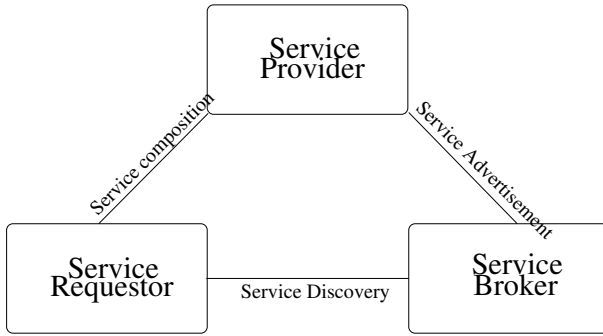 Service
Provider
Service composition
Service Advertisement
Service
Requestor
Service Discovery
Service
Broker